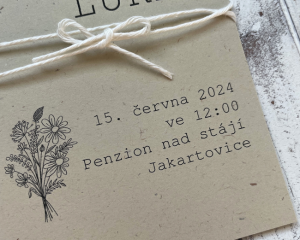 15. června 2024
ve 12:00
Penzion nad stájí
Jakartovice